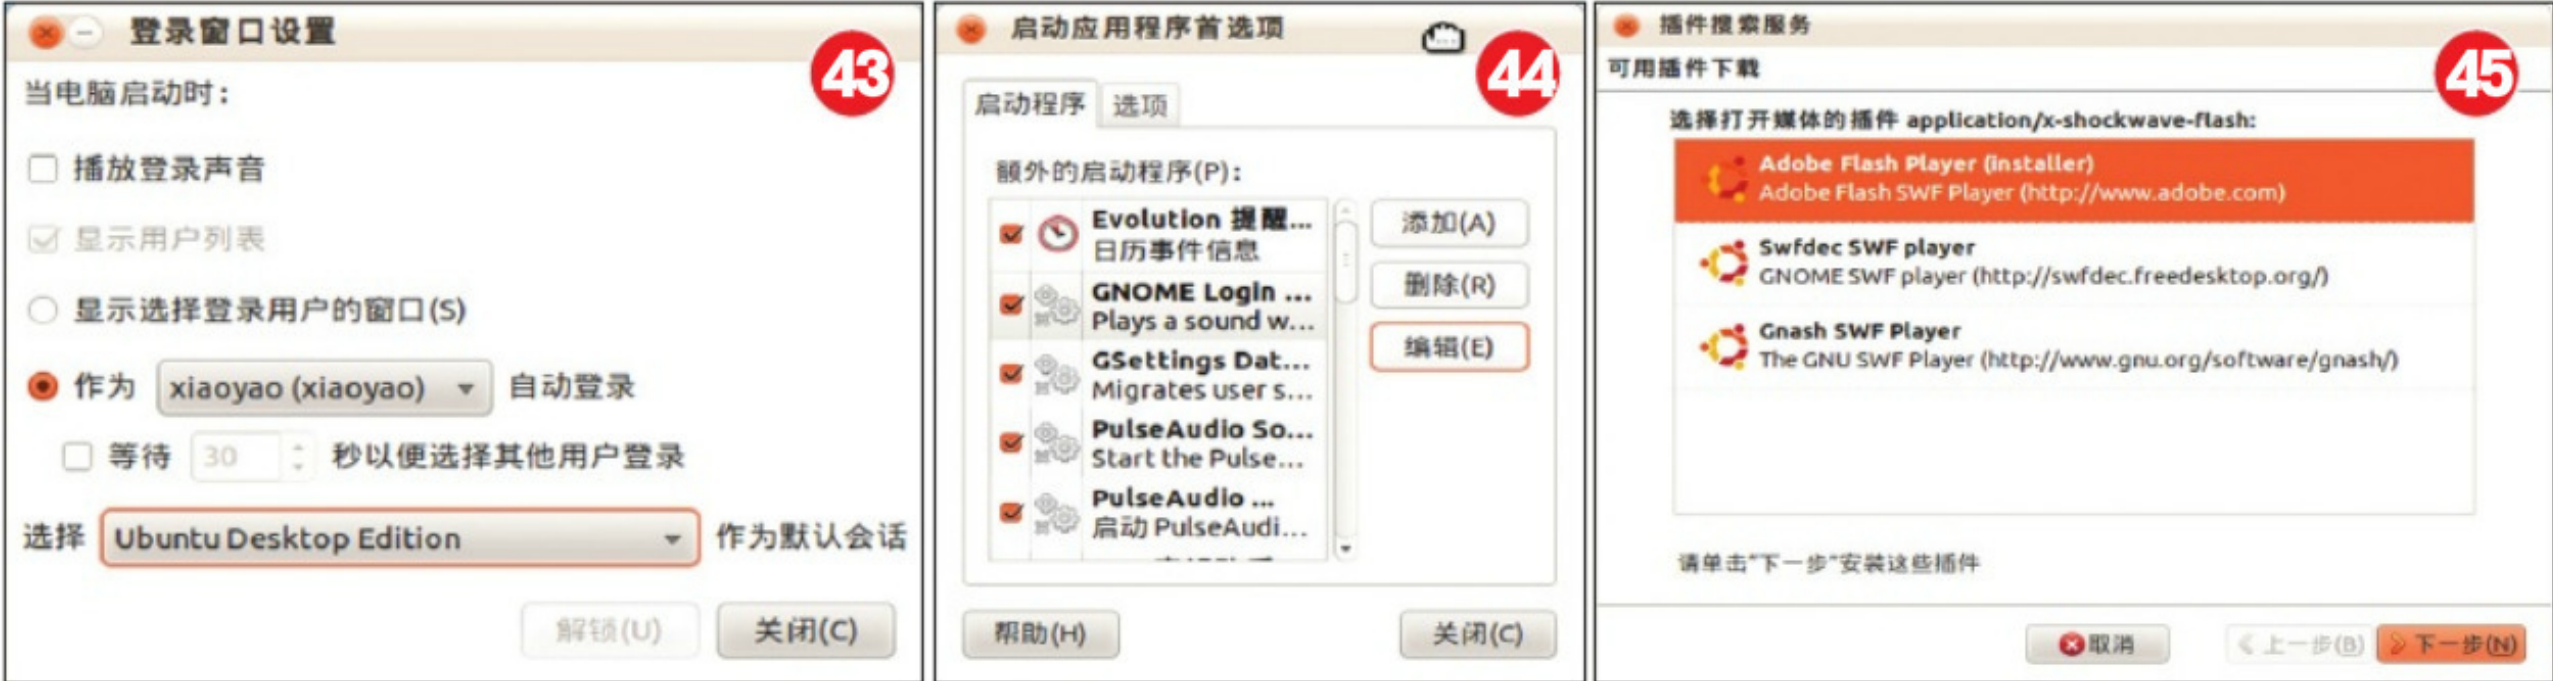 登录窗口设置
43
当电脑启动时：
播放登录声音
显示用户列表
显示选择登录用户的窗口(S)
作为 xiaoyao (xiaoyao) 自动登录
等待 30 秒以便选择其他用户登录
选择 Ubuntu Desktop Edition 作为默认会话
解锁(U) 关闭(C)
启动应用程序首选项
44
启动程序 选项
额外的启动程序(P)：
Evolution 提醒...
日历事件信息
GNOME Login ...
Plays a sound w...
GSettings Dat...
Migrates user s...
PulseAudio So...
Start the Pulse...
PulseAudio ...
启动 PulseAudi...
添加(A)
删除(R)
编辑(E)
帮助(H) 关闭(C)
插件搜索服务
可用插件下载
45
选择打开媒体的插件 application/x-shockwave-flash:
Adobe Flash Player (installer)
Adobe Flash SWF Player (http://www.adobe.com)
Swfdec SWF player
GNOME SWF player (http://swfdec.freedesktop.org/)
Gnash SWF Player
The GNU SWF Player (http://www.gnu.org/software/gnash/)
请单击"下一步"安装这些插件
取消 上一步(B) 下一步(N)